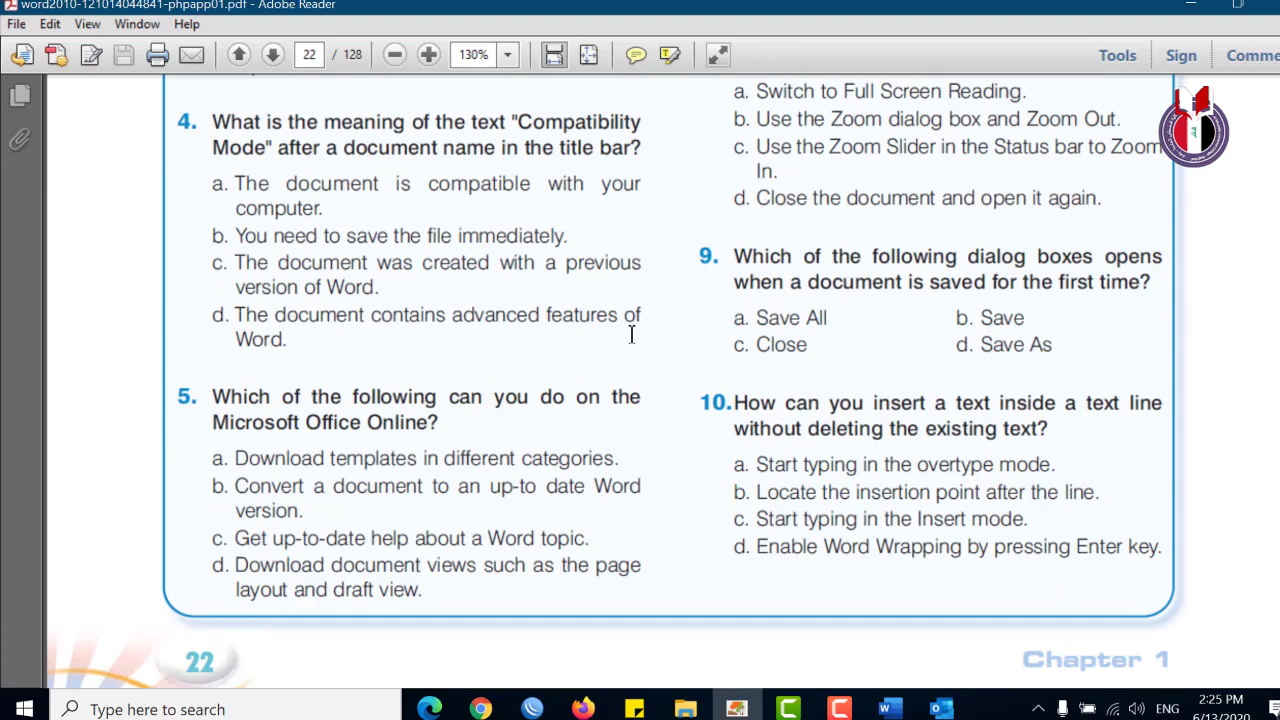 word2010-121014044841-phpapp01.pdf - Adobe Reader
File Edit View Window Help
22 / 128 130% Tools Sign Comme
4. What is the meaning of the text "Compatibility
Mode" after a document name in the title bar?
a. The document is compatible with your
computer.
b. You need to save the file immediately.
c. The document was created with a previous
version of Word.
d. The document contains advanced features of
Word.
5. Which of the following can you do on the
Microsoft Office Online?
a. Download templates in different categories.
b. Convert a document to an up-to date Word
version.
c. Get up-to-date help about a Word topic.
d. Download document views such as the page
layout and draft view.
a. Switch to Full Screen Reading.
b. Use the Zoom dialog box and Zoom Out.
c. Use the Zoom Slider in the Status bar to Zoom
In.
d. Close the document and open it again.
9. Which of the following dialog boxes opens
when a document is saved for the first time?
a. Save All b. Save
c. Close d. Save As
10. How can you insert a text inside a text line
without deleting the existing text?
a. Start typing in the overtype mode.
b. Locate the insertion point after the line.
c. Start typing in the Insert mode.
d. Enable Word Wrapping by pressing Enter key.
22 Chapter 1
Type here to search
ENG
2:25 PM
6/13/2020